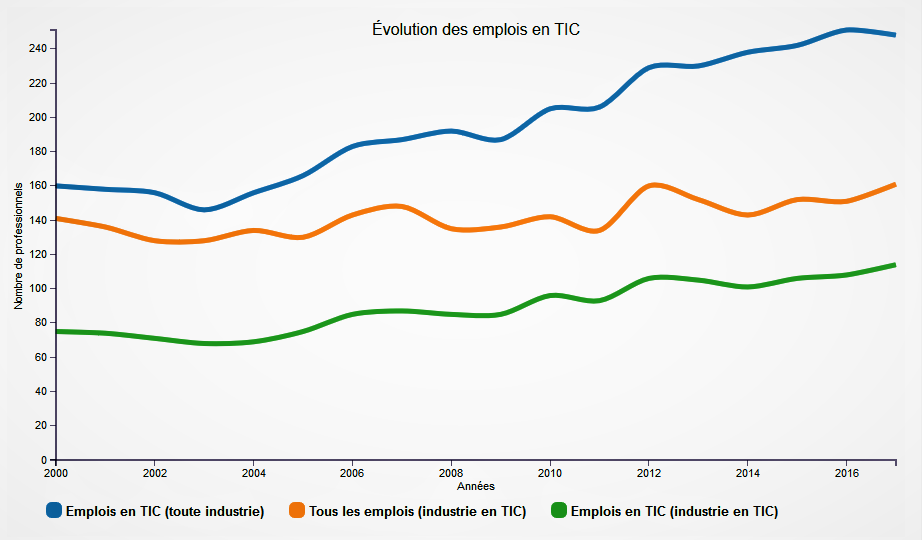 Évolution des emplois en TIC
240
220
200
180
160
140
120
100
80
60
40
20
0
Nombre de professionnels
2000 2002 2004 2006 2008 2010 2012 2014 2016
Années
Emplois en TIC (toute industrie) Tous les emplois (industrie en TIC) Emplois en TIC (industrie en TIC)